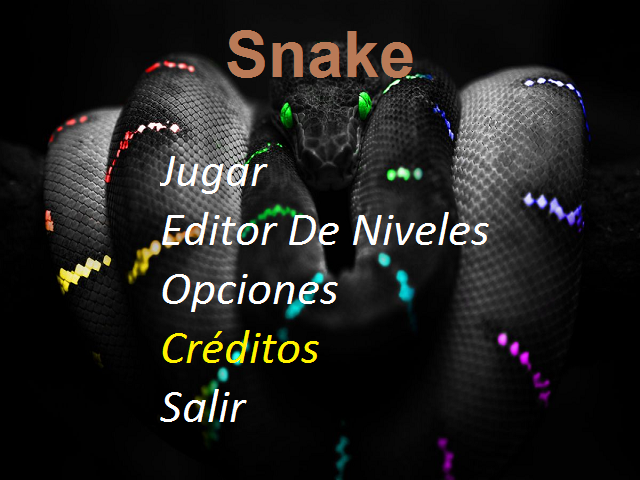 Snake
Jugar
Editor De Niveles
Opciones
Créditos
Salir